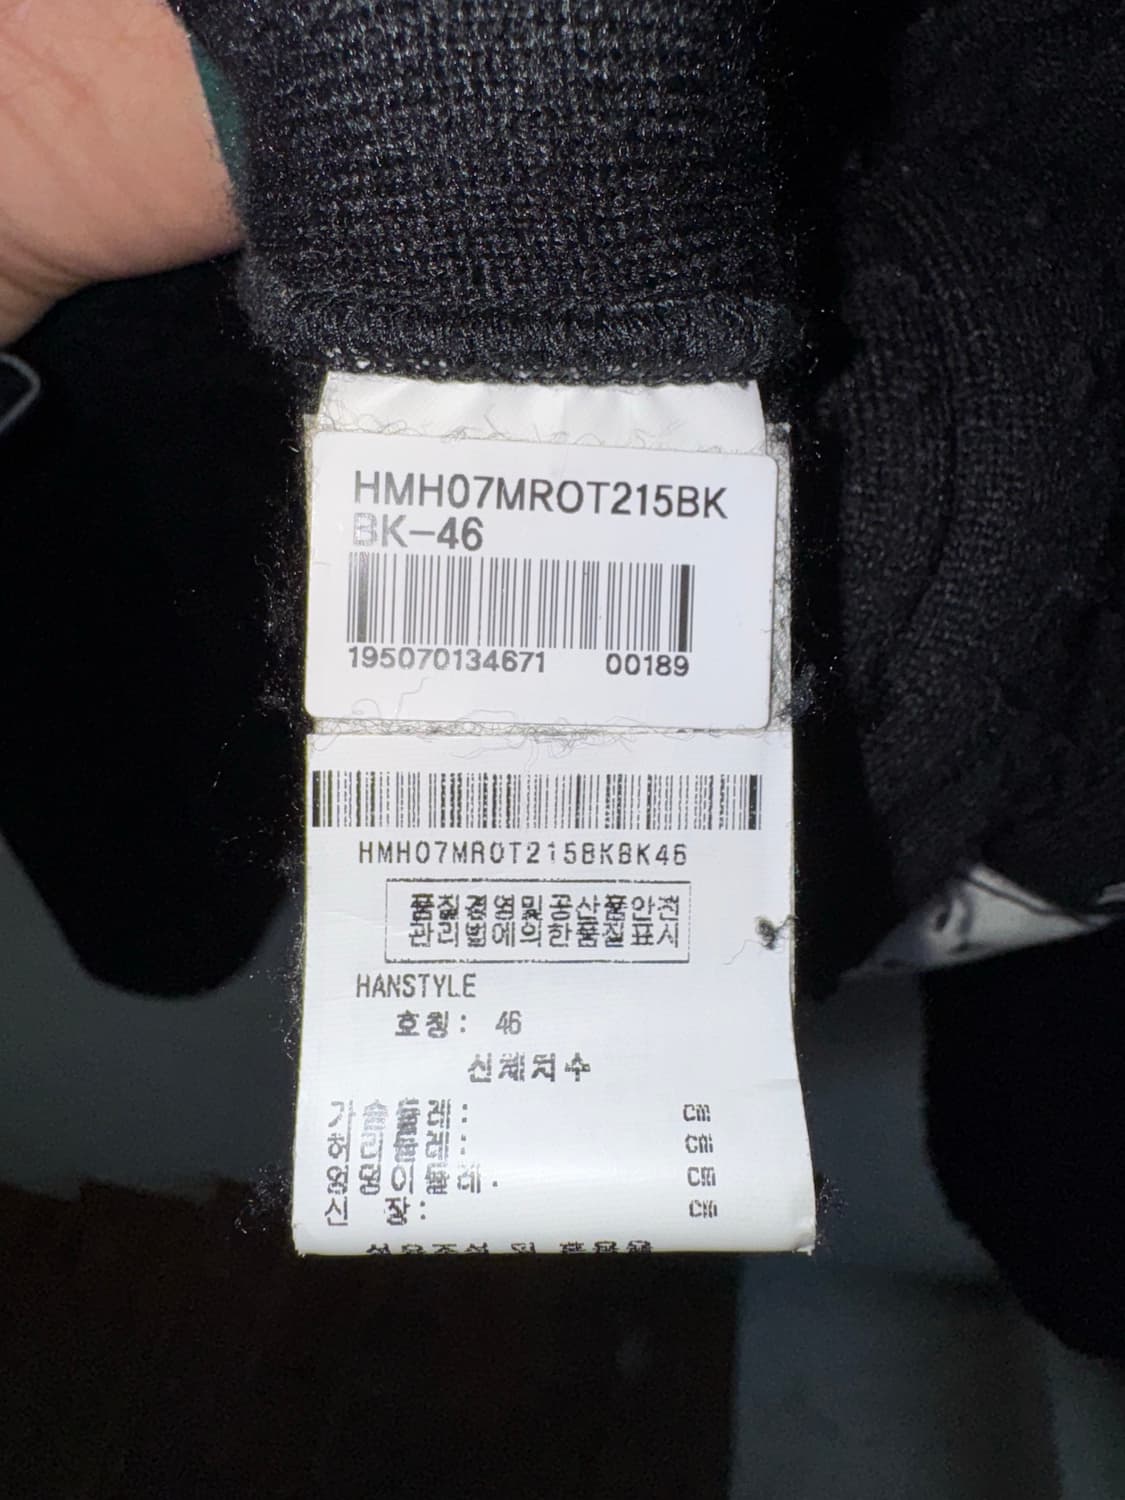 HMH07MROT215BK
BK-46
195070134671 00189
HMH07MROT215BKBK46
품질경영및공산품안전
관리법에의한품질표시
HANSTYLE
호칭: 46
신체치수
가슴둘레: cm
허리둘레: cm
엉덩이둘레: cm
신 장: cm